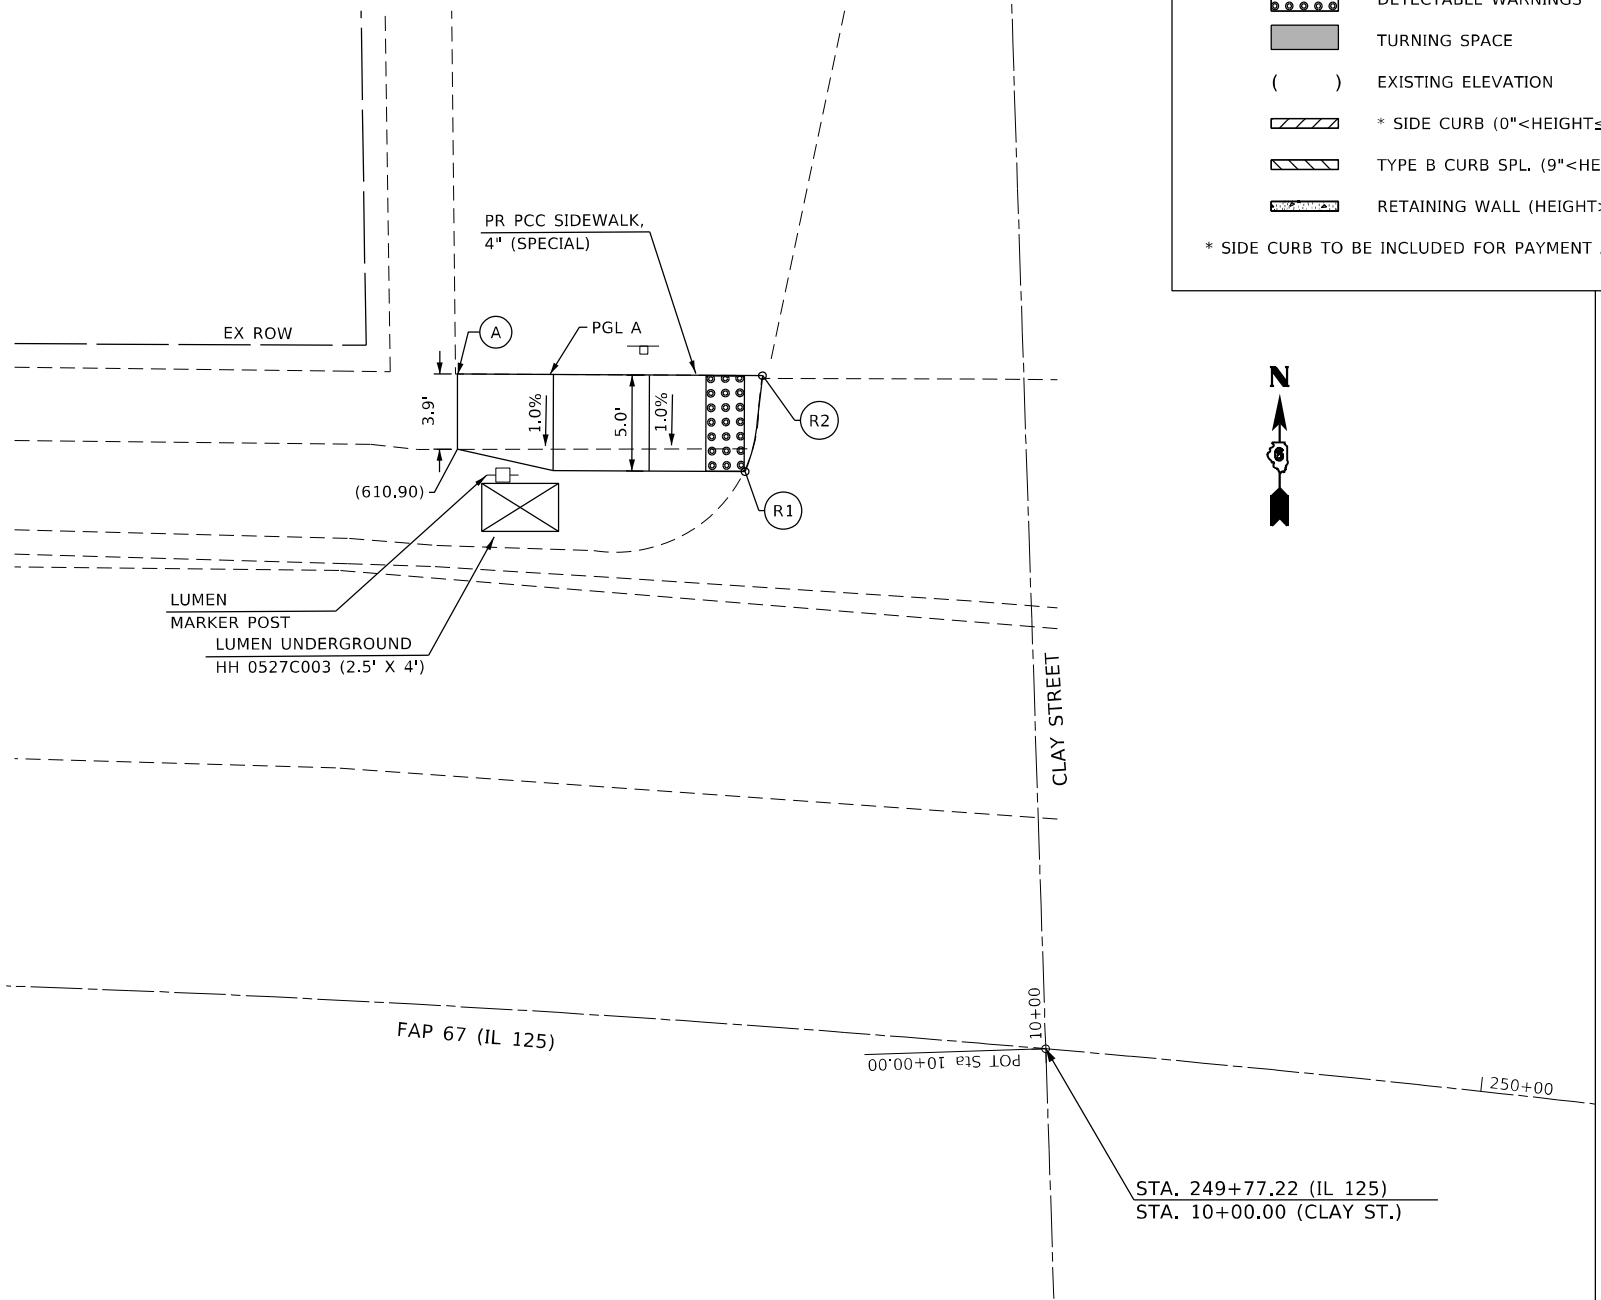 DETECTABLE WARNINGS
TURNING SPACE
( ) EXISTING ELEVATION
* SIDE CURB (0"<HEIGHT≤
TYPE B CURB SPL. (9"<HE
RETAINING WALL (HEIGHT>
* SIDE CURB TO BE INCLUDED FOR PAYMENT
PR PCC SIDEWALK,
4" (SPECIAL)
EX ROW
A
PGL A
3.9'
1.0%
5.0'
1.0%
R2
N
6
(610.90)
R1
LUMEN
MARKER POST
LUMEN UNDERGROUND
HH 0527C003 (2.5' X 4')
CLAY STREET
FAP 67 (IL 125)
10+00
POT Sta 10+00.00
250+00
STA. 249+77.22 (IL 125)
STA. 10+00.00 (CLAY ST.)